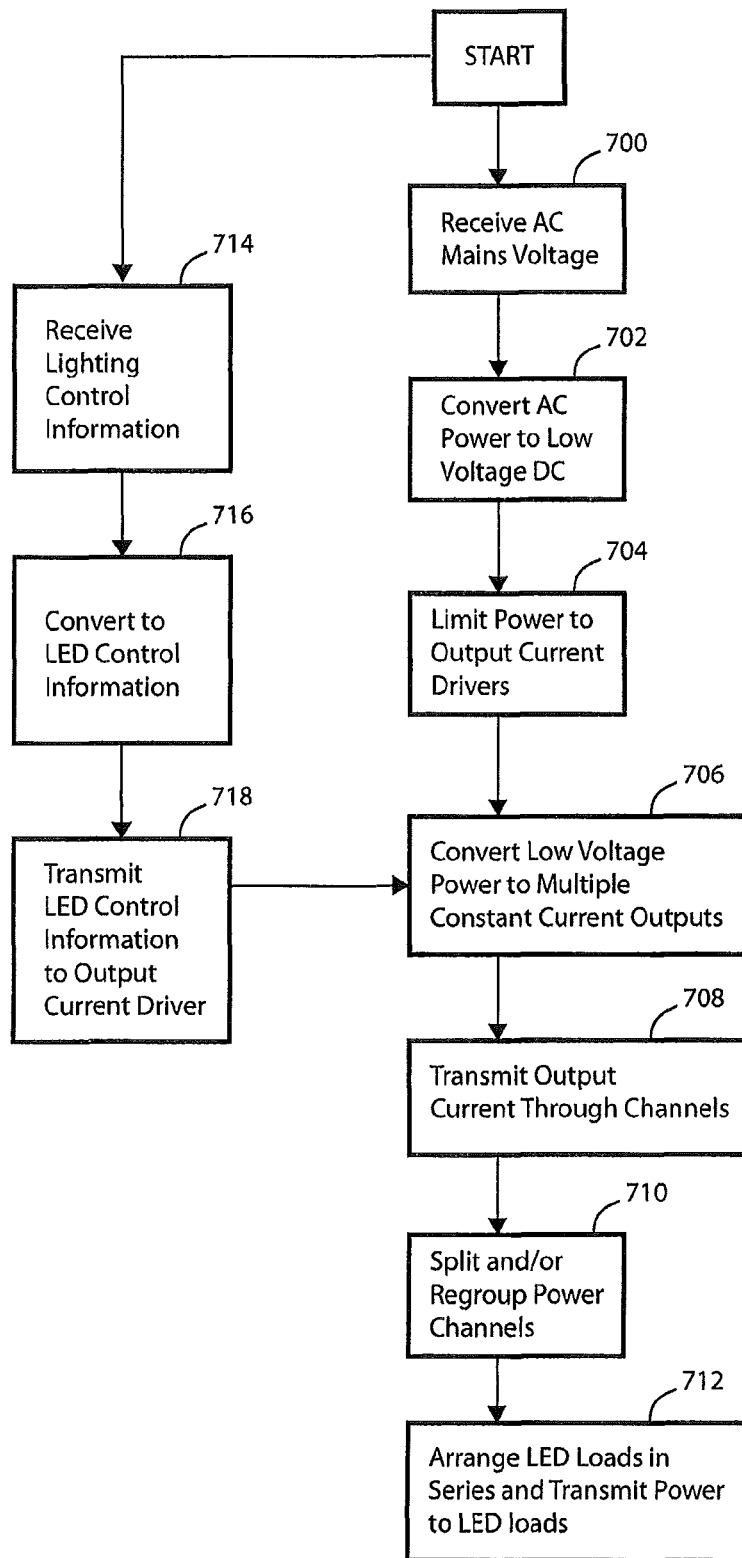 START
700
Receive AC
Mains Voltage
714
Receive
Lighting
Control
Information
702
Convert AC
Power to Low
Voltage DC
716
Convert to
LED Control
Information
704
Limit Power to
Output Current
Drivers
718
Transmit
LED Control
Information
to Output
Current Driver
706
Convert Low Voltage
Power to Multiple
Constant Current Outputs
708
Transmit Output
Current Through Channels
710
Split and/or
Regroup Power
Channels
712
Arrange LED Loads in
Series and Transmit Power
to LED loads